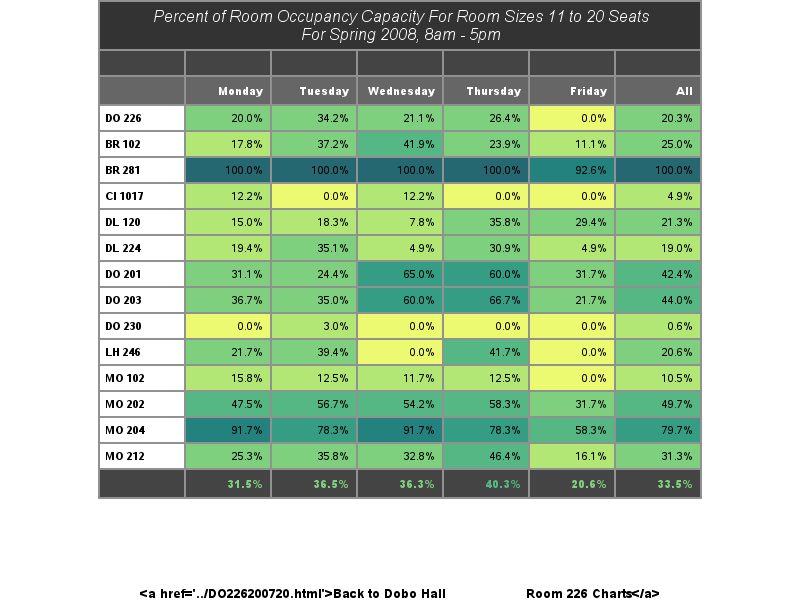 Percent of Room Occupancy Capacity For Room Sizes 11 to 20 Seats
For Spring 2008, 8am - 5pm
Monday Tuesday Wednesday Thursday Friday All
DO 226 20.0% 34.2% 21.1% 26.4% 0.0% 20.3%
BR 102 17.8% 37.2% 41.9% 23.9% 11.1% 25.0%
BR 281 100.0% 100.0% 100.0% 100.0% 92.6% 100.0%
CI 1017 12.2% 0.0% 12.2% 0.0% 0.0% 4.9%
DL 120 15.0% 18.3% 7.8% 35.8% 29.4% 21.3%
DL 224 19.4% 35.1% 4.9% 30.9% 4.9% 19.0%
DO 201 31.1% 24.4% 65.0% 60.0% 31.7% 42.4%
DO 203 36.7% 35.0% 60.0% 66.7% 21.7% 44.0%
DO 230 0.0% 3.0% 0.0% 0.0% 0.0% 0.6%
LH 246 21.7% 39.4% 0.0% 41.7% 0.0% 20.6%
MO 102 15.8% 12.5% 11.7% 12.5% 0.0% 10.5%
MO 202 47.5% 56.7% 54.2% 58.3% 31.7% 49.7%
MO 204 91.7% 78.3% 91.7% 78.3% 58.3% 79.7%
MO 212 25.3% 35.8% 32.8% 46.4% 16.1% 31.3%
31.5% 36.5% 36.3% 40.3% 20.6% 33.5%
<a href='../DO226200720.html'>Back to Dobo Hall Room 226 Charts</a>